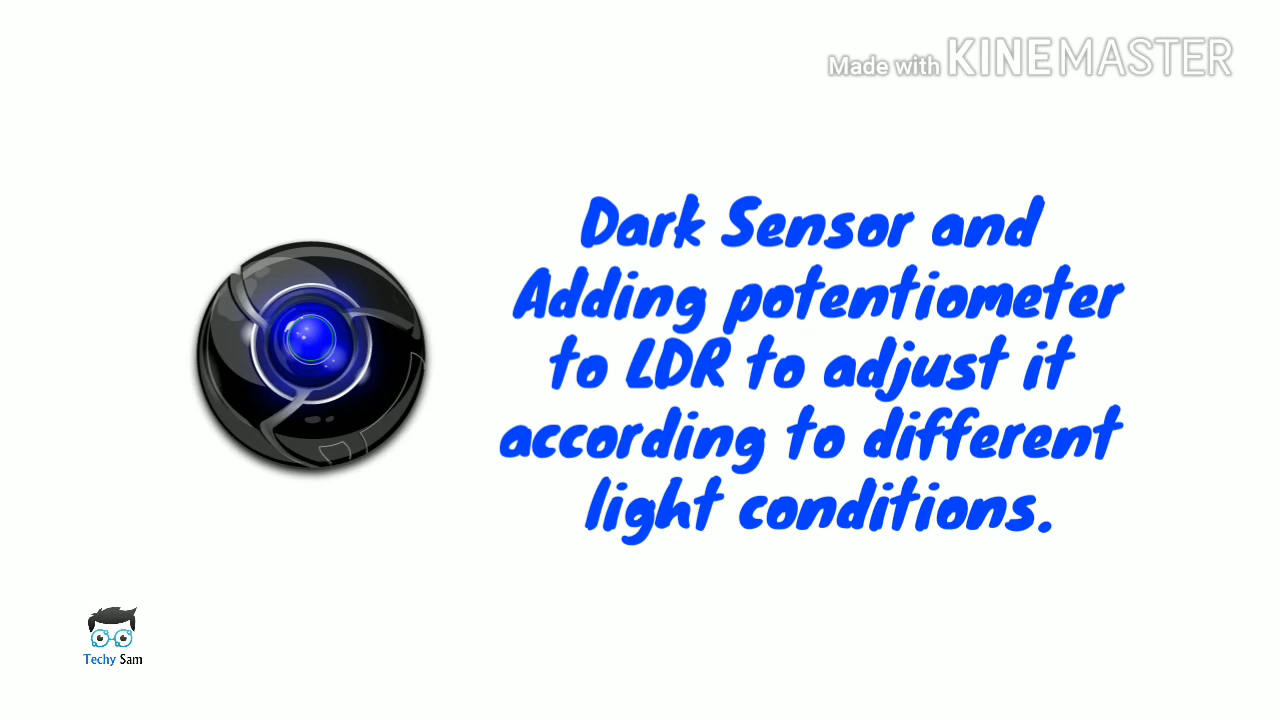 Made with KINEMASTER
Dark Sensor and
Adding potentiometer
to LDR to adjust it
according to different
light conditions.
Techy Sam